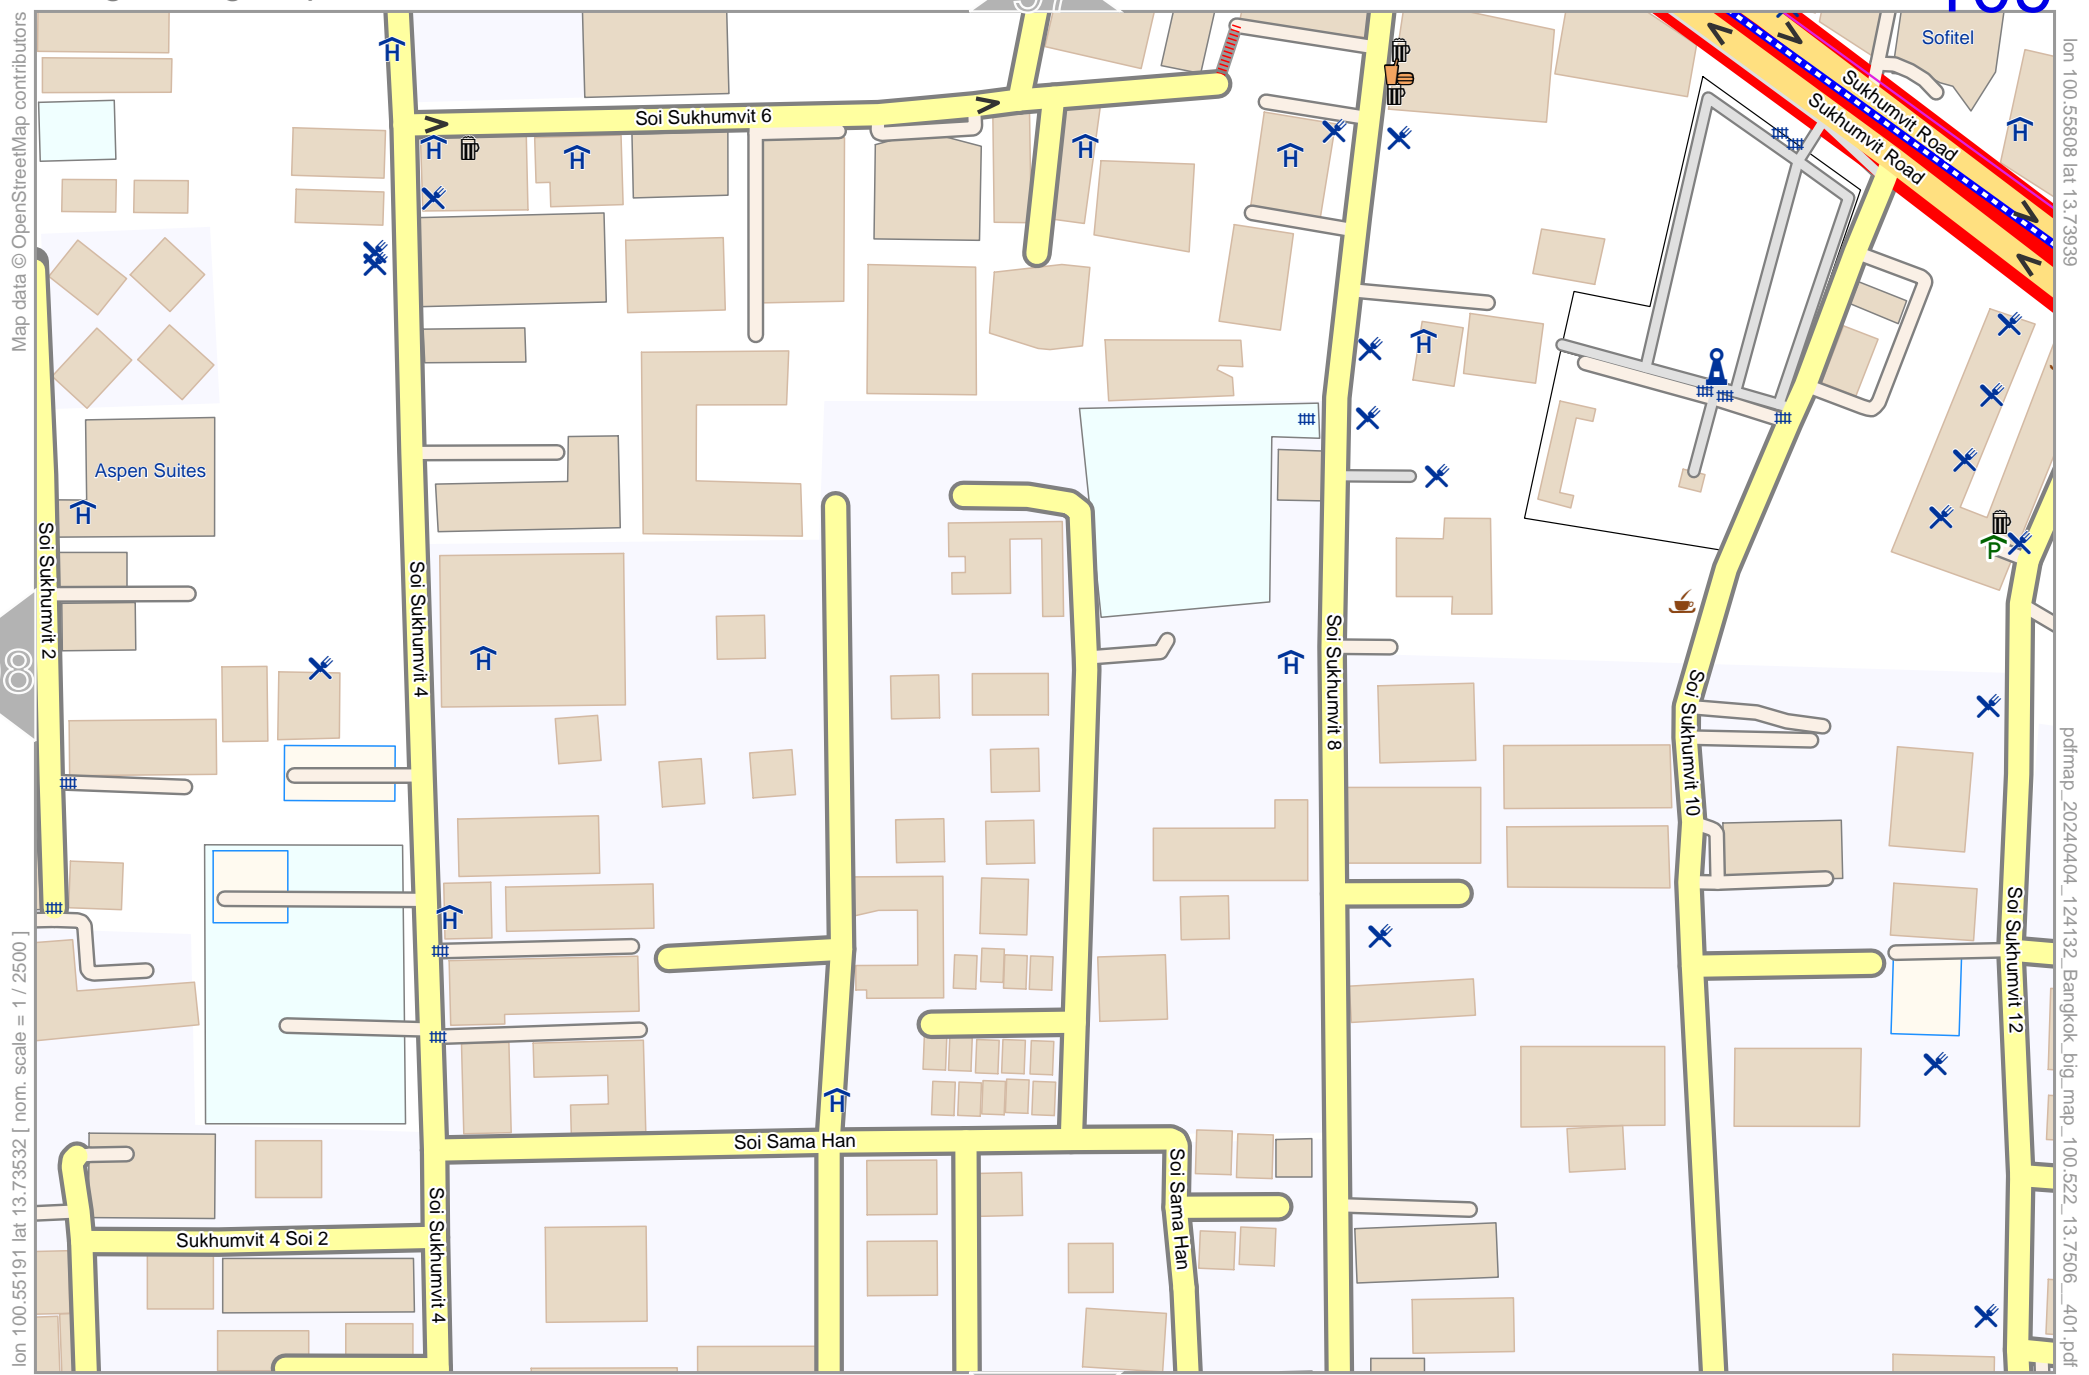 Map data © OpenStreetMap contributors
Sofitel
Sukhumvit Road
Sukhumvit Road
Soi Sukhumvit 6
lon 100.55808 lat 13.73939
Aspen Suites
Soi Sukhumvit 2
Soi Sukhumvit 4
Soi Sukhumvit 8
Soi Sukhumvit 10
Soi Sukhumvit 12
8
P
Soi Sama Han
Soi Sama Han
Soi Sukhumvit 4
Sukhumvit 4 Soi 2
lon 100.55191 lat 13.73532 [ nom. scale = 1 / 2500 ]
pdfmap_20240404_124132_Bangkok_big_map_100.522_13.7506__401.pdf